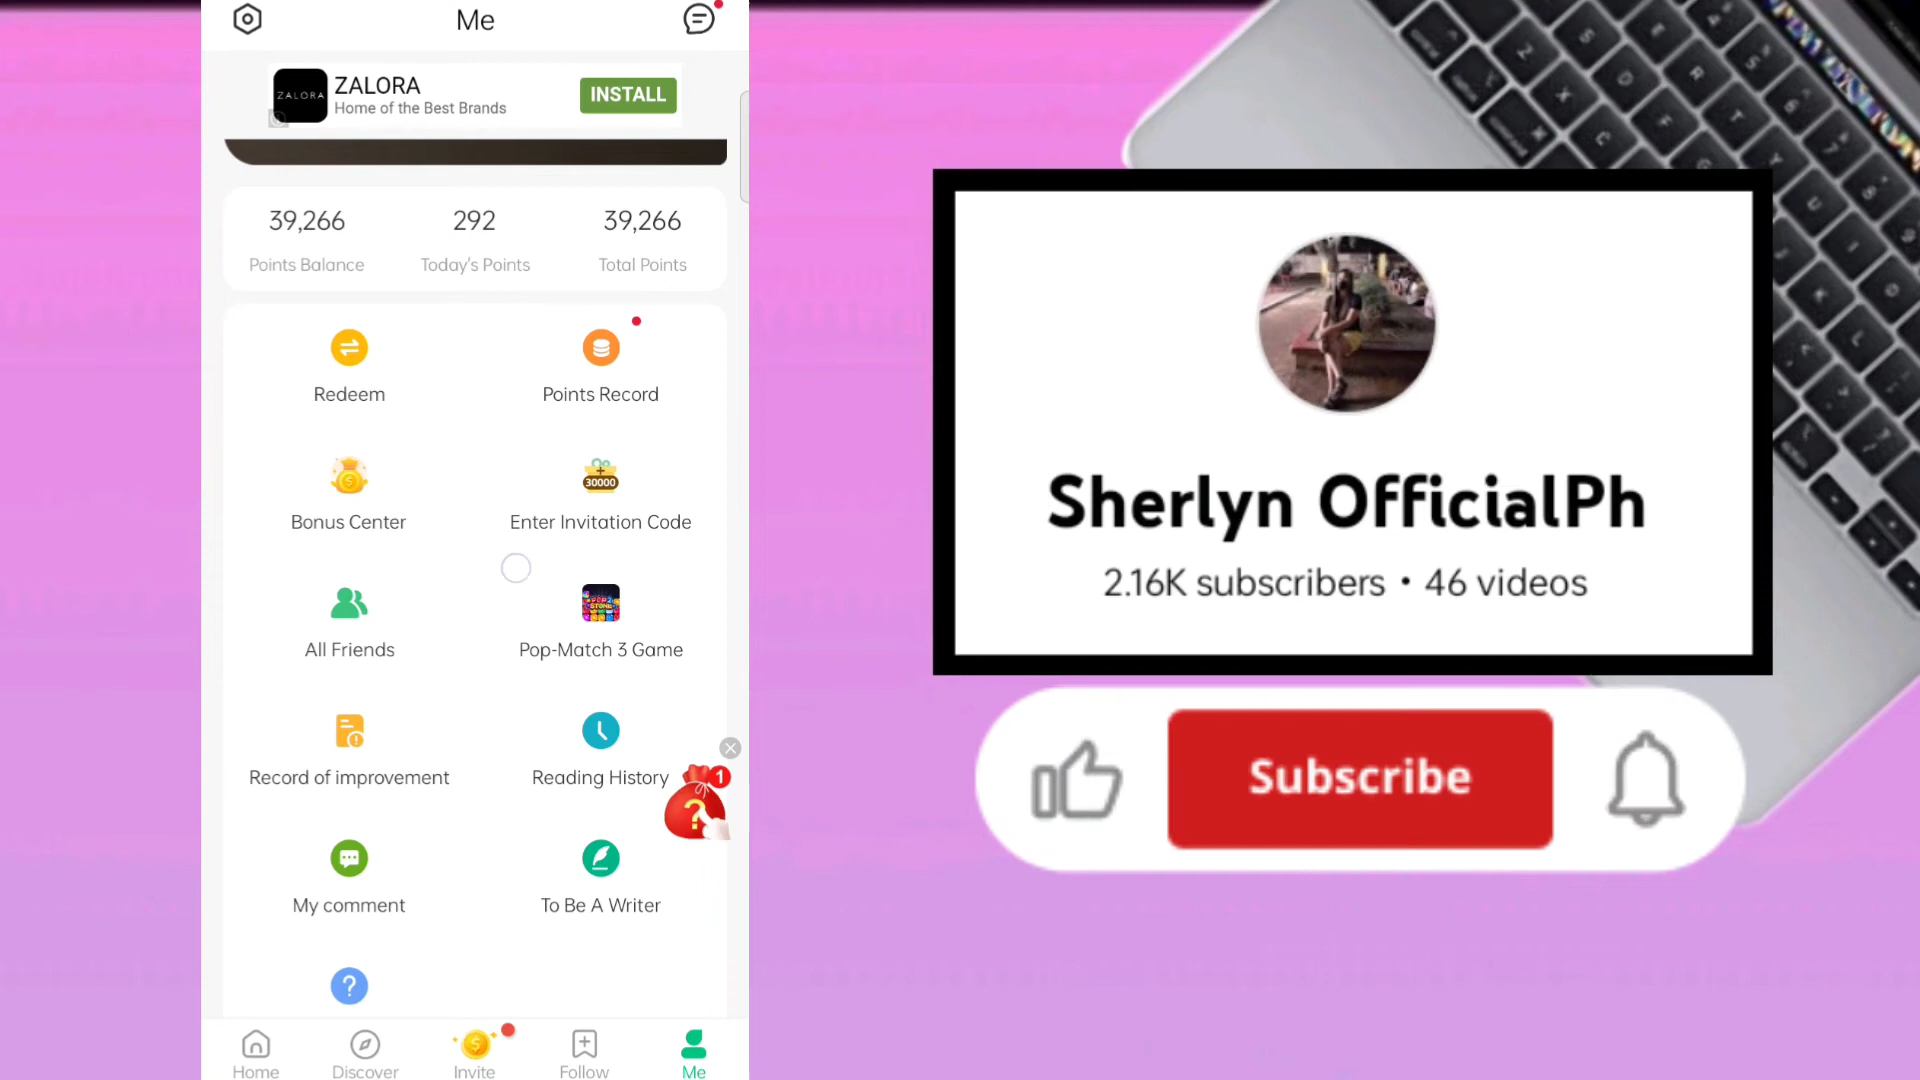 Me
ZALORA
ZALORA
Home of the Best Brands
INSTALL
39,266
292
39,266
Points Balance
Today's Points
Total Points
Redeem
Points Record
30000
Bonus Center
Enter Invitation Code
POP
STONE
All Friends
Pop-Match 3 Game
Record of improvement
Reading History
1
?
My comment
To Be A Writer
?
Home
Discover
Invite
Follow
Me
Sherlyn OfficialPh
2.16K subscribers • 46 videos
Subscribe